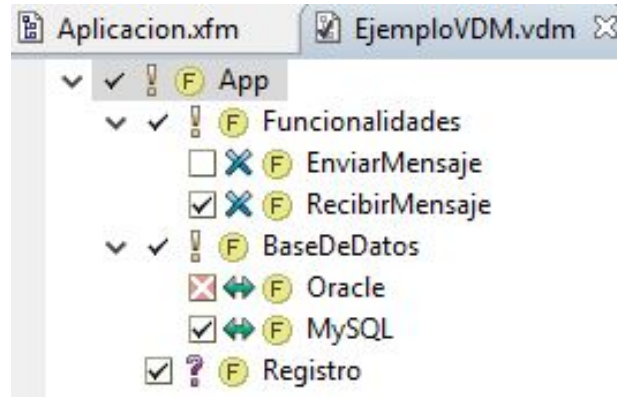 Aplicacion.xfm EjemploVDM.vdm
F App
F Funcionalidades
F EnviarMensaje
F RecibirMensaje
F BaseDeDatos
F Oracle
F MySQL
? F Registro